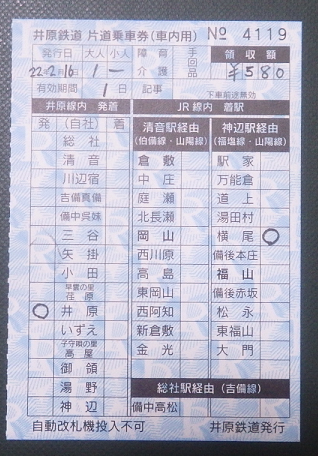 井原鉄道 片道乗車券(車内用) № 4119
発行日 大人 小人 障育 介護 手回品 領収額
22・2・16 1 ー ¥580
有効期間 1日 記事 下車前途無効
井原線内 発着 JR線内 着駅
発 (自社) 着 清音駅経由 (伯備線・山陽線) 神辺駅経由 (福塩線・山陽線)
総社
清音 倉敷 駅家
川辺宿 中庄 万能倉
吉備真備 庭瀬 道上
備中呉妹 北長瀬 湯田村
三谷 岡山 横尾 ○
矢掛 西川原 備後本庄
小田 高島 福山
早雲の里 荏原 東岡山 備後赤坂
○ 井原 西阿知 松永
いずえ 新倉敷 東福山
子守唄の里 高屋 金光 大門
御領
湯野 総社駅経由 (吉備線)
神辺 備中高松
自動改札機投入不可 井原鉄道発行